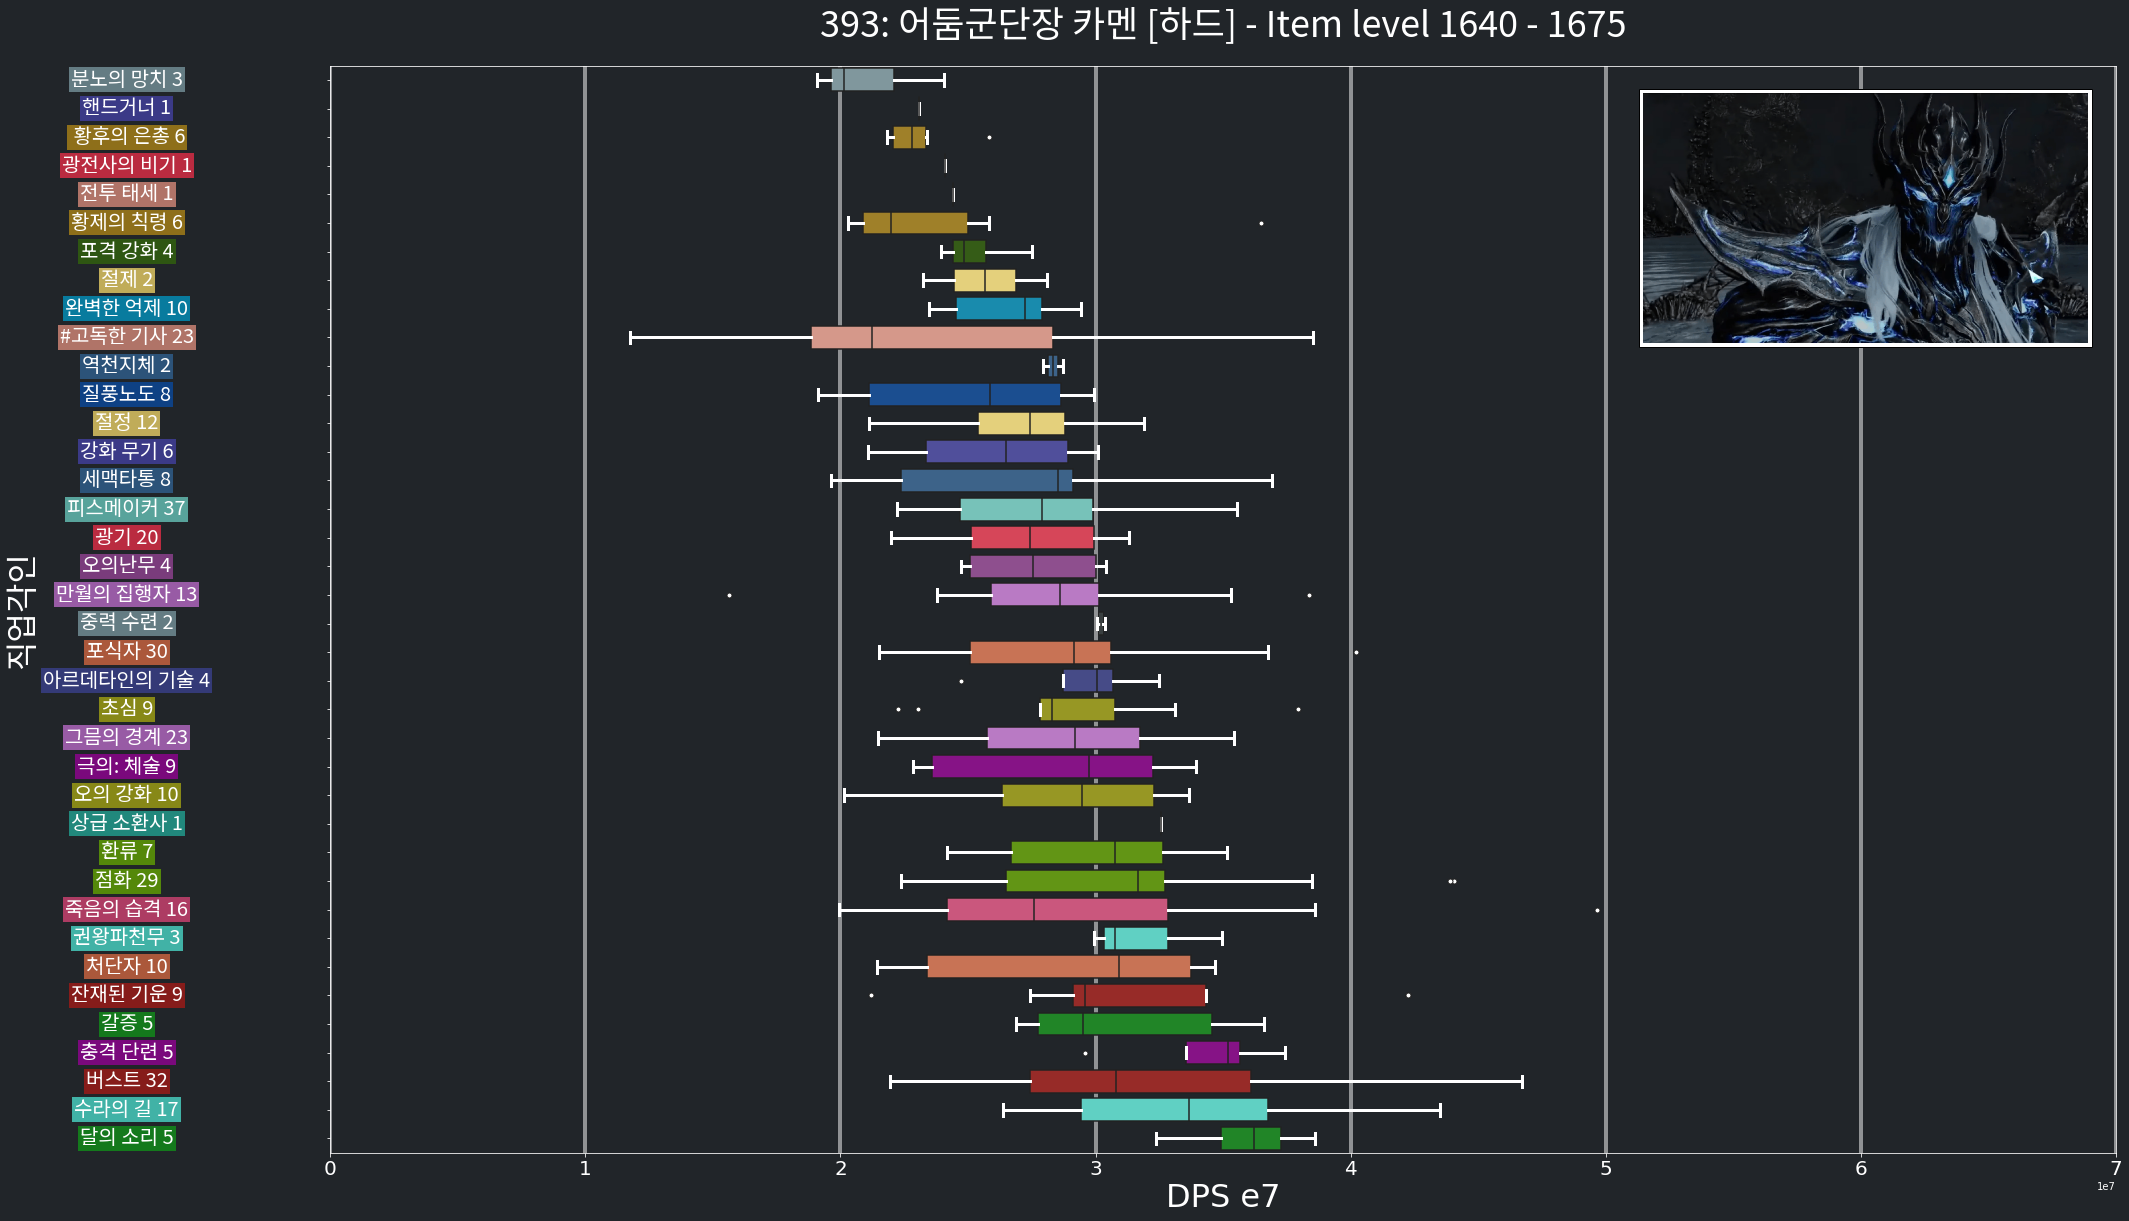 393: 어둠군단장 카멘 [하드] - Item level 1640 - 1675
분노의 망치 3
핸드거너 1
황후의 은총 6
광전사의 비기 1
전투 태세 1
황제의 칙령 6
포격 강화 4
절제 2
완벽한 억제 10
#고독한 기사 23
역천지체 2
질풍노도 8
절정 12
강화 무기 6
세맥타통 8
피스메이커 37
광기 20
오의난무 4
만월의 집행자 13
중력 수련 2
포식자 30
아르데타인의 기술 4
초심 9
그믐의 경계 23
극의: 체술 9
오의 강화 10
상급 소환사 1
환류 7
점화 29
죽음의 습격 16
권왕파천무 3
처단자 10
잔재된 기운 9
갈증 5
충격 단련 5
버스트 32
수라의 길 17
달의 소리 5
직업각인
0 1 2 3 4 5 6 7
1e7
DPS e7